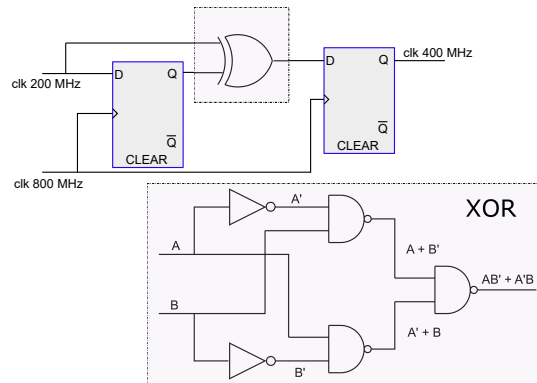 clk 400 MHz
D Q
D Q
clk 200 MHz
Q
Q
CLEAR
CLEAR
clk 800 MHz
XOR
A'
A
A + B'
AB' + A'B
B
A' + B
B'